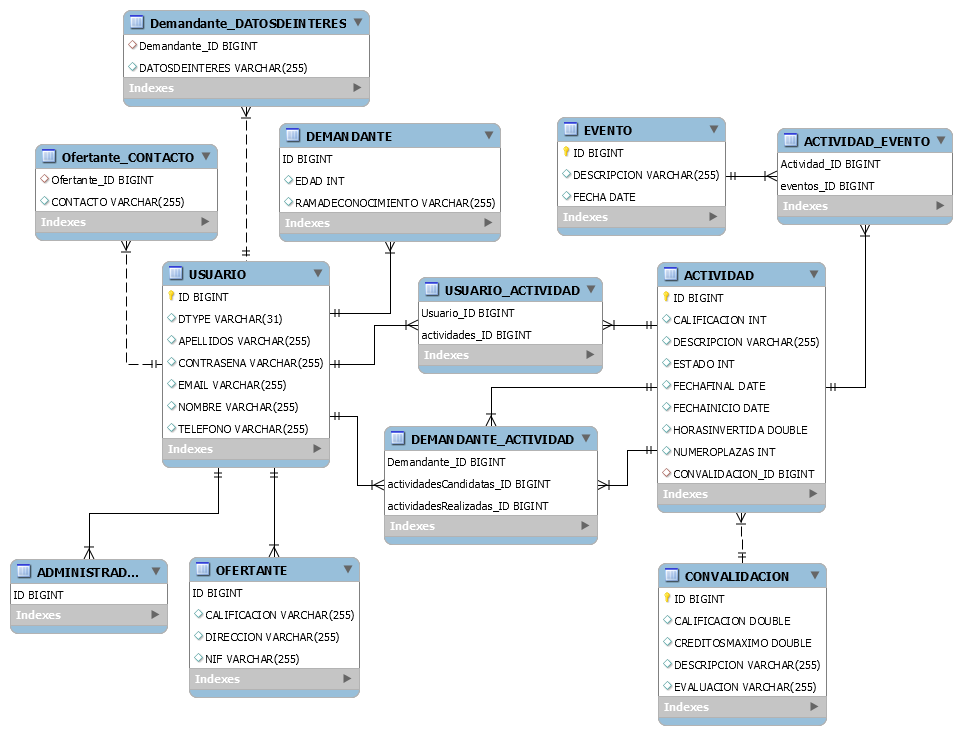 Demandante_DATOSDEINTERES
Demandante_ID BIGINT
DATOSDEINTERES VARCHAR(255)
Indexes
Ofertante_CONTACTO
Ofertante_ID BIGINT
CONTACTO VARCHAR(255)
Indexes
DEMANDANTE
ID BIGINT
EDAD INT
RAMADECONOCIMIENTO VARCHAR(255)
Indexes
EVENTO
ID BIGINT
DESCRIPCION VARCHAR(255)
FECHA DATE
Indexes
ACTIVIDAD_EVENTO
Actividad_ID BIGINT
eventos_ID BIGINT
Indexes
USUARIO
ID BIGINT
DTYPE VARCHAR(31)
APELLIDOS VARCHAR(255)
CONTRASENA VARCHAR(255)
EMAIL VARCHAR(255)
NOMBRE VARCHAR(255)
TELEFONO VARCHAR(255)
Indexes
USUARIO_ACTIVIDAD
Usuario_ID BIGINT
actividades_ID BIGINT
Indexes
ACTIVIDAD
ID BIGINT
CALIFICACION INT
DESCRIPCION VARCHAR(255)
ESTADO INT
FECHAFINAL DATE
FECHAINICIO DATE
HORASINVERTIDA DOUBLE
NUMEROPLAZAS INT
CONVALIDACION_ID BIGINT
Indexes
DEMANDANTE_ACTIVIDAD
Demandante_ID BIGINT
actividadesCandidatas_ID BIGINT
actividadesRealizadas_ID BIGINT
Indexes
ADMINISTRAD...
ID BIGINT
Indexes
OFERTANTE
ID BIGINT
CALIFICACION VARCHAR(255)
DIRECCION VARCHAR(255)
NIF VARCHAR(255)
Indexes
CONVALIDACION
ID BIGINT
CALIFICACION DOUBLE
CREDITOSMAXIMO DOUBLE
DESCRIPCION VARCHAR(255)
EVALUACION VARCHAR(255)
Indexes